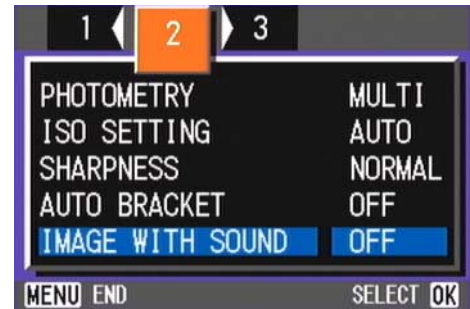 1 2 3
PHOTOMETRY MULTI
ISO SETTING AUTO
SHARPNESS NORMAL
AUTO BRACKET OFF
IMAGE WITH SOUND OFF
MENU END SELECT OK